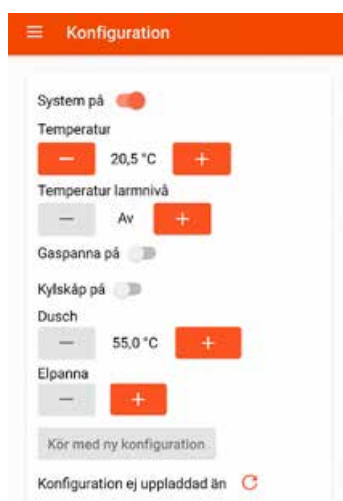 Konfiguration
System på
Temperatur
— 20,5 °C +
Temperatur larmnivå
— Av +
Gaspanna på
Kylskåp på
Dusch
— 55,0 °C +
Elpanna
— +
Kör med ny konfiguration
Konfiguration ej uppladdad än